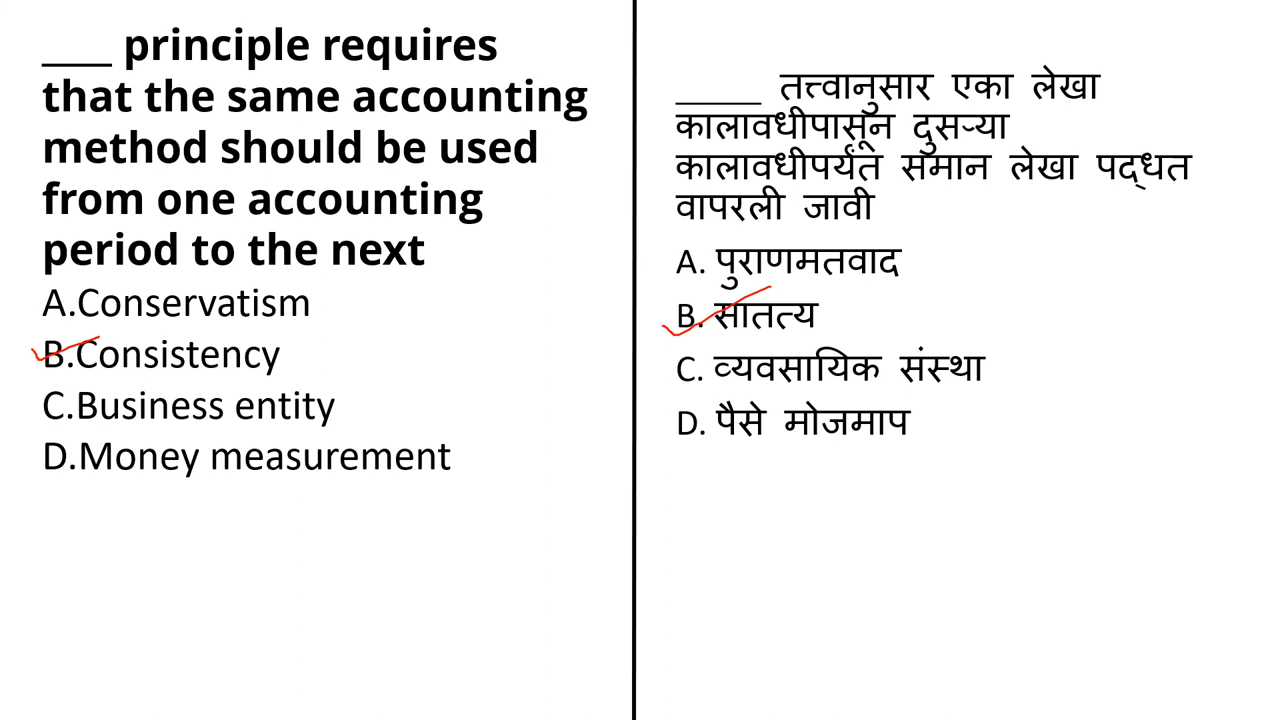 ____ principle requires
that the same accounting
method should be used
from one accounting
period to the next
A.Conservatism
B.Consistency
C.Business entity
D.Money measurement
_____ तत्त्वानुसार एका लेखा
कालावधीपासून दुसऱ्या
कालावधीपर्यंत समान लेखा पद्धत
वापरली जावी
A. पुराणमतवाद
B. सातत्य
C. व्यवसायिक संस्था
D. पैसे मोजमाप